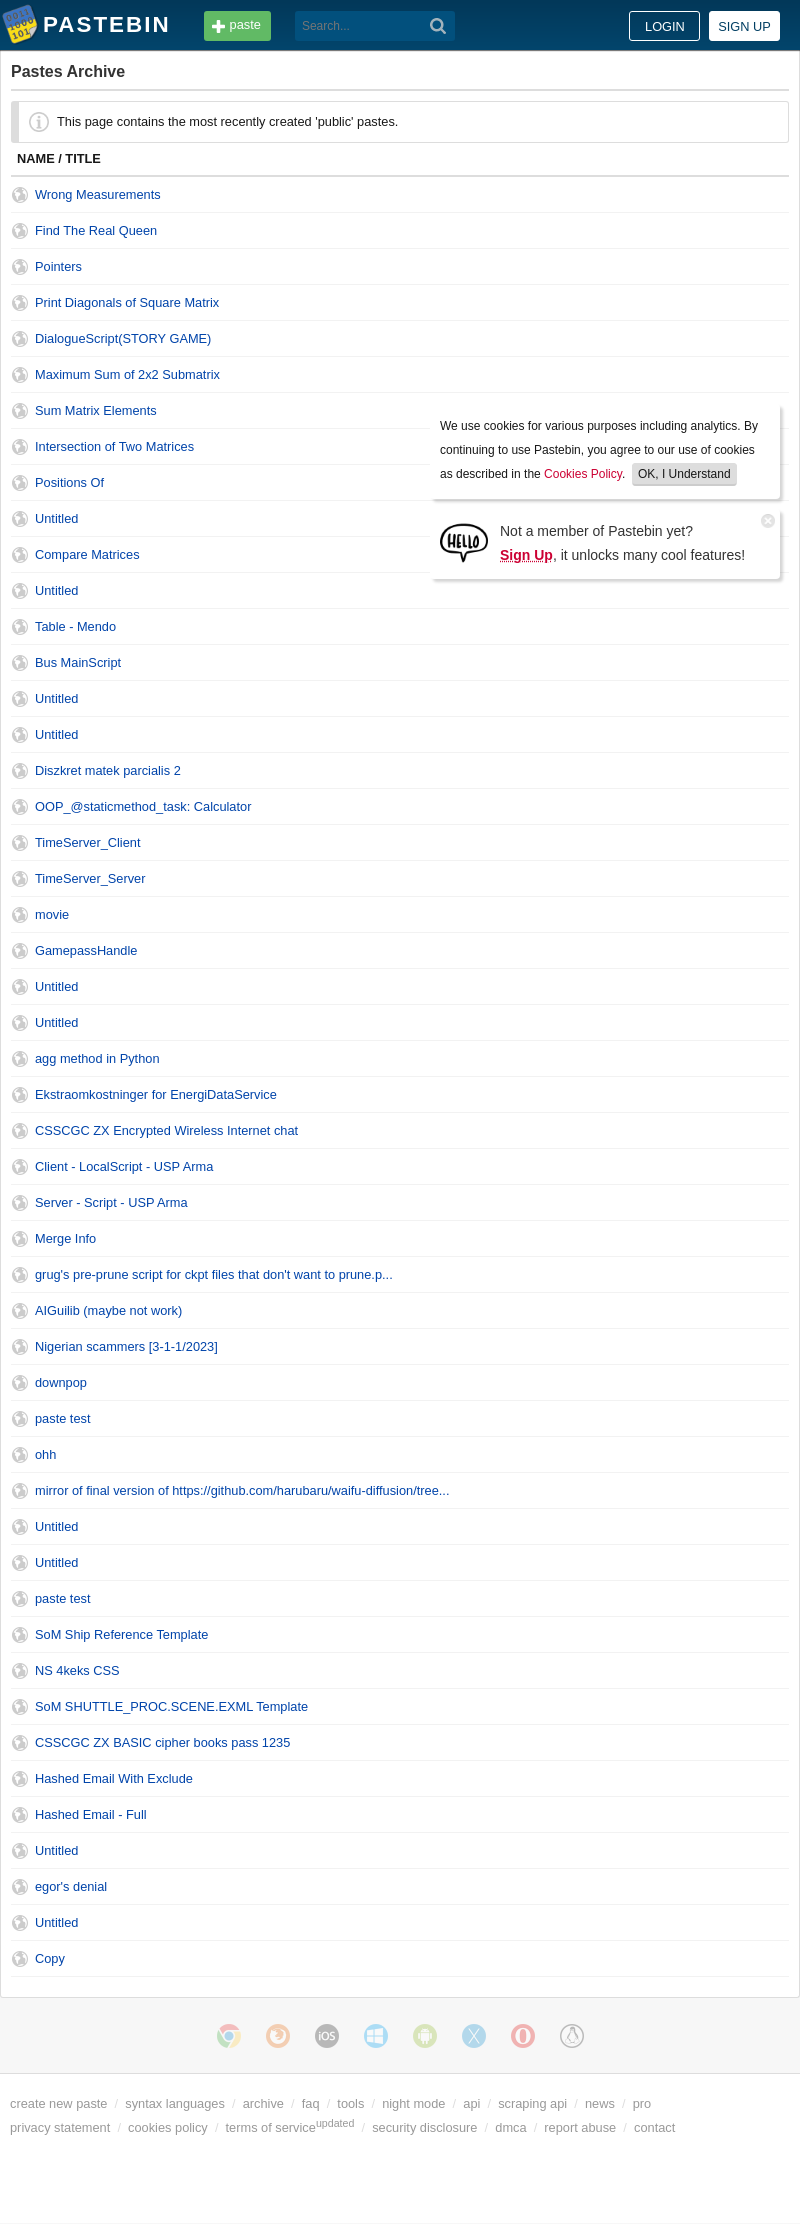 PASTEBIN
paste
Search...
LOGIN
SIGN UP
Pastes Archive
This page contains the most recently created 'public' pastes.
NAME / TITLE
Wrong Measurements
Find The Real Queen
Pointers
Print Diagonals of Square Matrix
DialogueScript(STORY GAME)
Maximum Sum of 2x2 Submatrix
Sum Matrix Elements
Intersection of Two Matrices
Positions Of
Untitled
Compare Matrices
Untitled
We use cookies for various purposes including analytics. By
continuing to use Pastebin, you agree to our use of cookies
as described in the Cookies Policy. OK, I Understand
HELLO
Not a member of Pastebin yet?
Sign Up, it unlocks many cool features!
Table - Mendo
Bus MainScript
Untitled
Untitled
Diszkret matek parcialis 2
OOP_@staticmethod_task: Calculator
TimeServer_Client
TimeServer_Server
movie
GamepassHandle
Untitled
Untitled
agg method in Python
Ekstraomkostninger for EnergiDataService
CSSCGC ZX Encrypted Wireless Internet chat
Client - LocalScript - USP Arma
Server - Script - USP Arma
Merge Info
grug's pre-prune script for ckpt files that don't want to prune.p...
AIGuilib (maybe not work)
Nigerian scammers [3-1-1/2023]
downpop
paste test
ohh
mirror of final version of https://github.com/harubaru/waifu-diffusion/tree...
Untitled
Untitled
paste test
SoM Ship Reference Template
NS 4keks CSS
SoM SHUTTLE_PROC.SCENE.EXML Template
CSSCGC ZX BASIC cipher books pass 1235
Hashed Email With Exclude
Hashed Email - Full
Untitled
egor's denial
Untitled
Copy
iOS
create new paste / syntax languages / archive / faq / tools / night mode / api / scraping api / news / pro
privacy statement / cookies policy / terms of serviceupdated / security disclosure / dmca / report abuse / contact